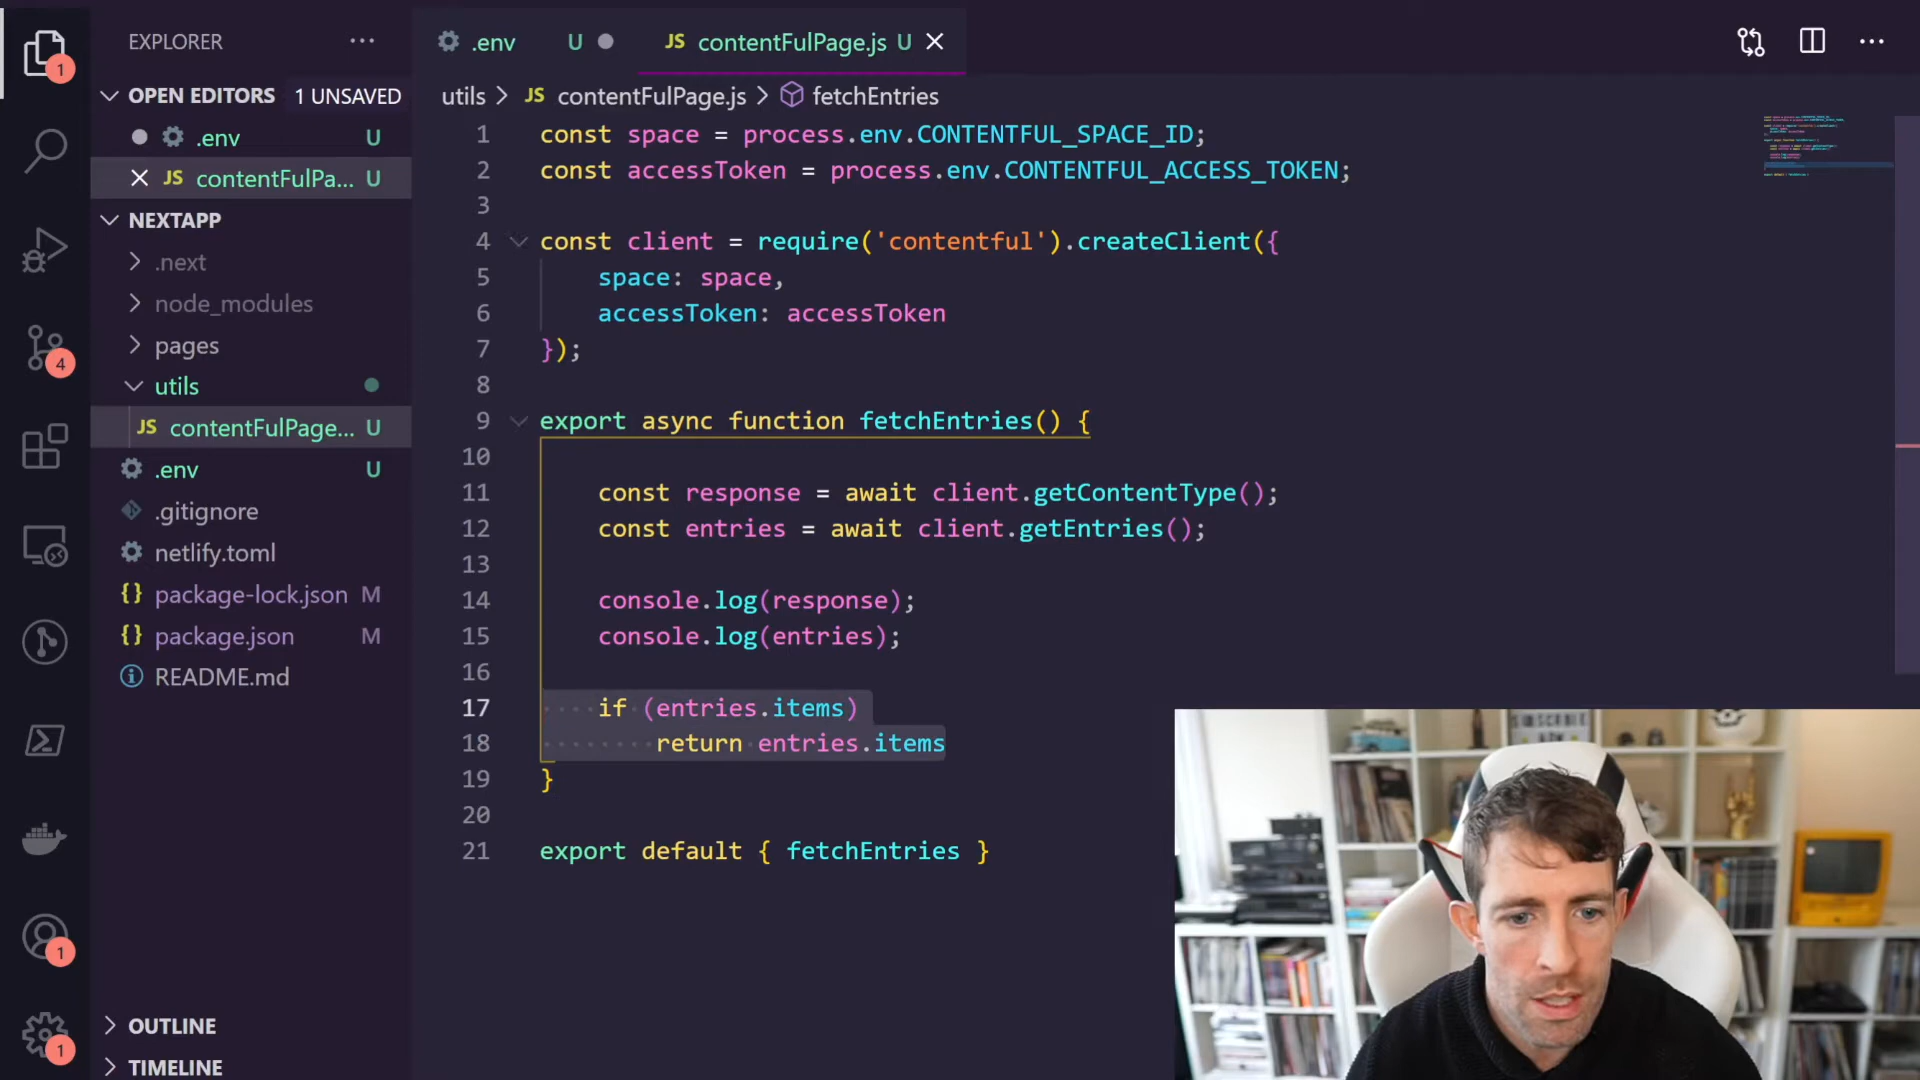 EXPLORER
OPEN EDITORS 1 UNSAVED
.env U
contentFulPa... U
NEXTAPP
.next
node_modules
pages
utils
JS contentFulPage... U
.env U
.gitignore
netlify.toml
{} package-lock.json M
{} package.json M
README.md
OUTLINE
TIMELINE
1
4
1
1
.env U
JS contentFulPage.js U
utils > JS contentFulPage.js > fetchEntries
1 const space = process.env.CONTENTFUL_SPACE_ID;
2 const accessToken = process.env.CONTENTFUL_ACCESS_TOKEN;
3
4 const client = require('contentful').createClient({
5 space: space,
6 accessToken: accessToken
7 });
8
9 export async function fetchEntries() {
10
11 const response = await client.getContentType();
12 const entries = await client.getEntries();
13
14 console.log(response);
15 console.log(entries);
16
17 if (entries.items)
18 return entries.items
19 }
20
21 export default { fetchEntries }
SUBSCRIBE